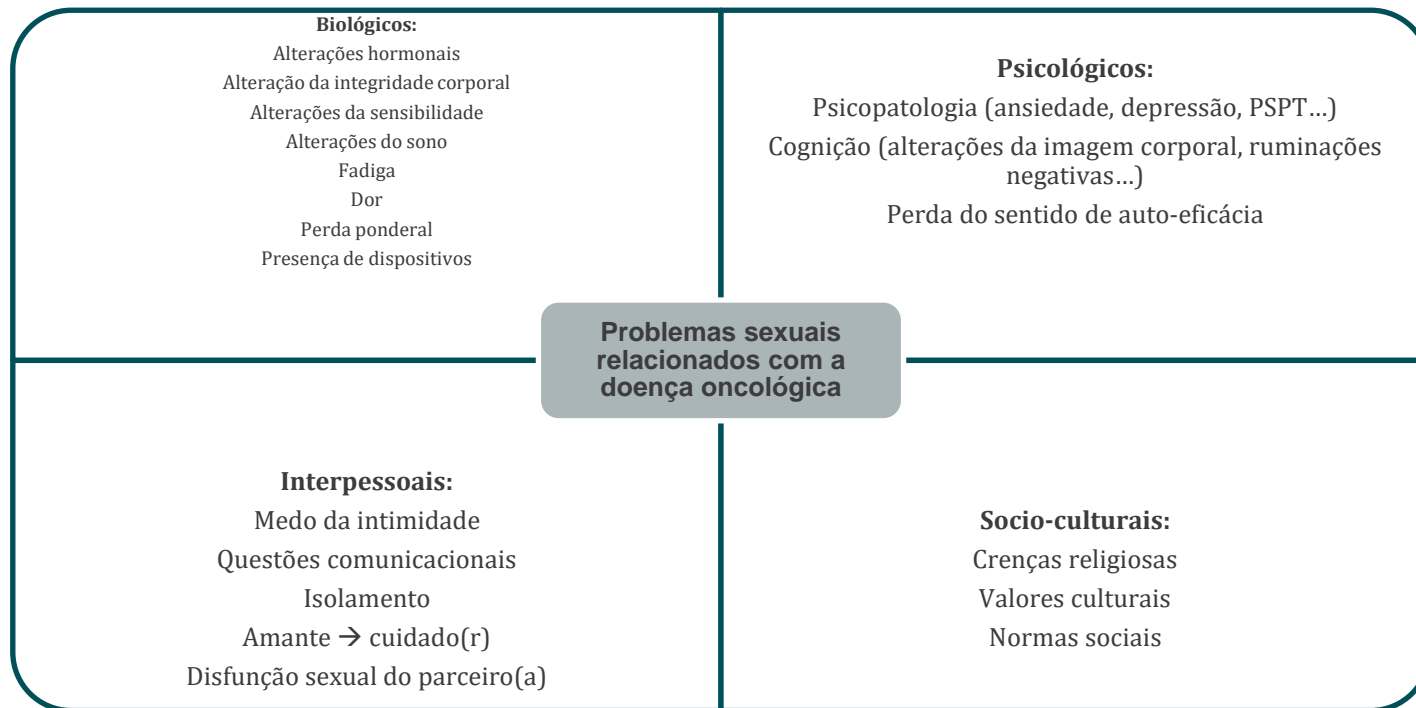 Biológicos:
Alterações hormonais
Alteração da integridade corporal
Alterações da sensibilidade
Alterações do sono
Fadiga
Dor
Perda ponderal
Presença de dispositivos
Psicológicos:
Psicopatologia (ansiedade, depressão, PSPT…)
Cognição (alterações da imagem corporal, ruminações
negativas…)
Perda do sentido de auto-eficácia
Problemas sexuais
relacionados com a
doença oncológica
Interpessoais:
Medo da intimidade
Questões comunicacionais
Isolamento
Amante → cuidado(r)
Disfunção sexual do parceiro(a)
Socio-culturais:
Crenças religiosas
Valores culturais
Normas sociais